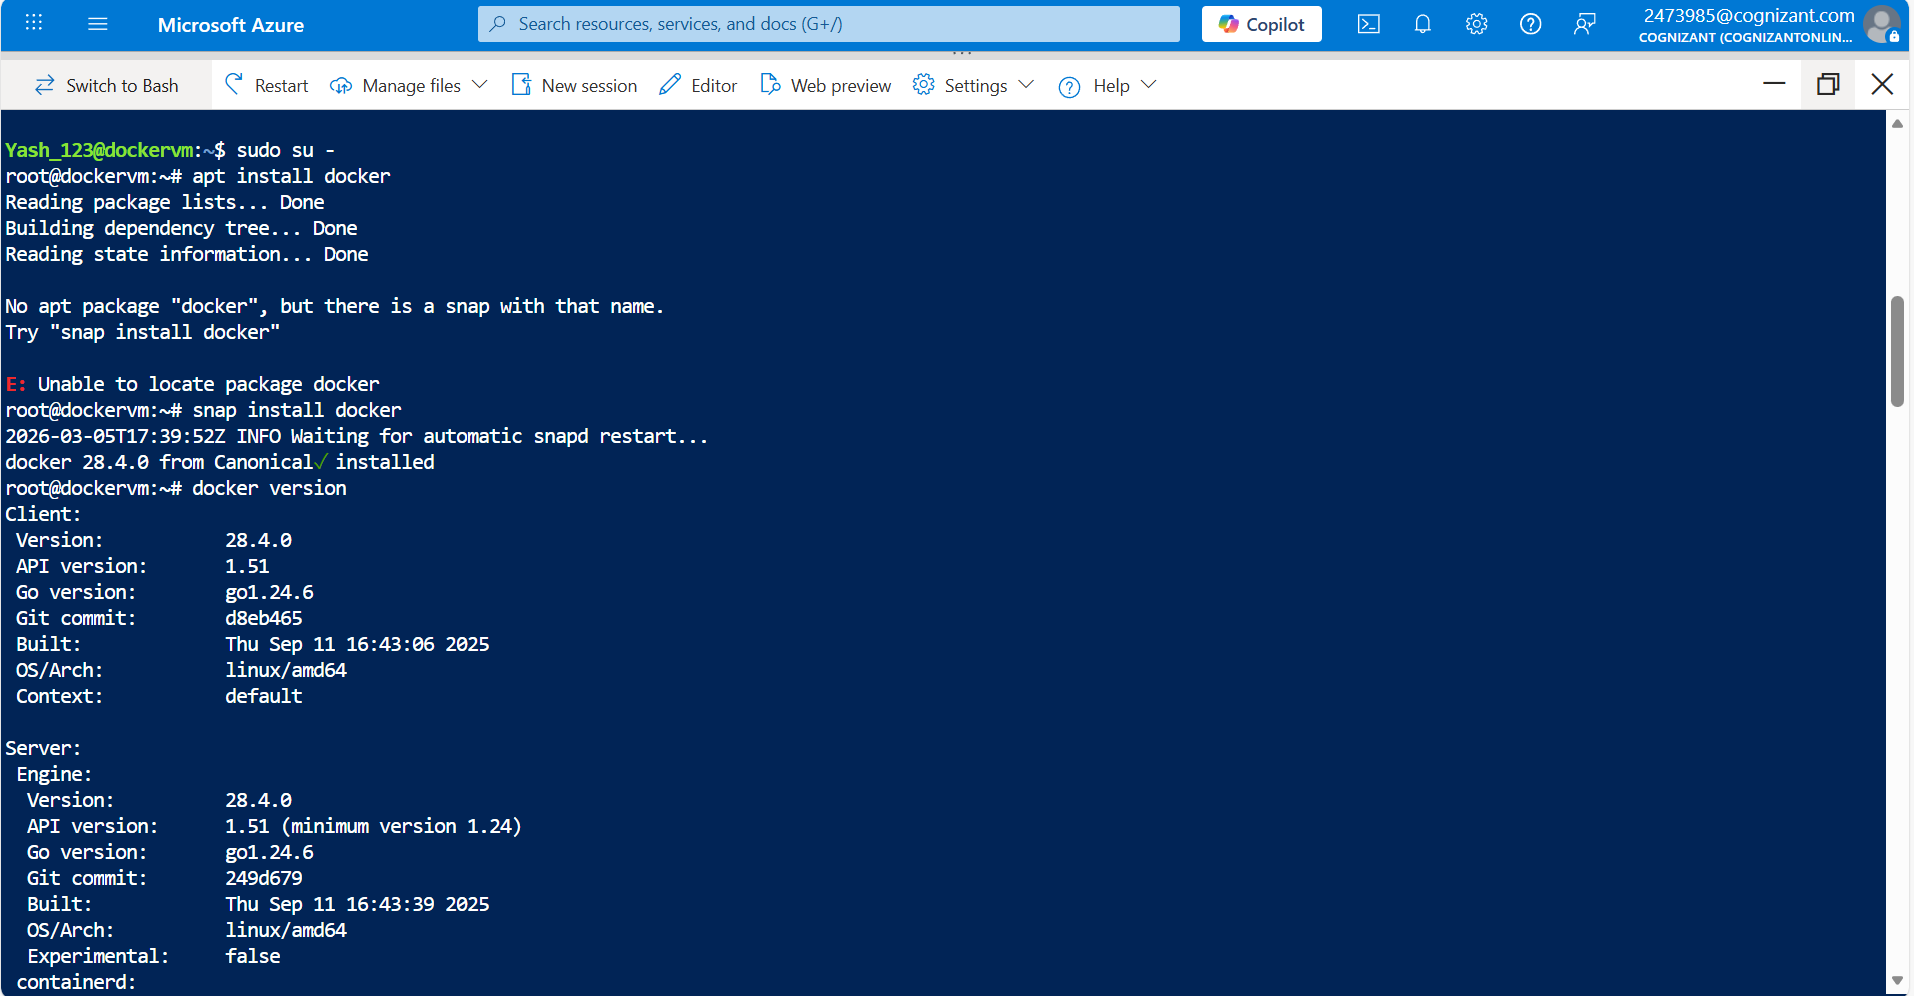 Microsoft Azure
Search resources, services, and docs (G+/)
Copilot
2473985@cognizant.com
COGNIZANT (COGNIZANTONLIN...
Switch to Bash
Restart
Manage files
New session
Editor
Web preview
Settings
Help
Yash_123@dockervm:~$ sudo su -
root@dockervm:~# apt install docker
Reading package lists... Done
Building dependency tree... Done
Reading state information... Done
No apt package "docker", but there is a snap with that name.
Try "snap install docker"
E: Unable to locate package docker
root@dockervm:~# snap install docker
2026-03-05T17:39:52Z INFO Waiting for automatic snapd restart...
docker 28.4.0 from Canonical✓ installed
root@dockervm:~# docker version
Client:
Version: 28.4.0
API version: 1.51
Go version: go1.24.6
Git commit: d8eb465
Built: Thu Sep 11 16:43:06 2025
OS/Arch: linux/amd64
Context: default
Server:
Engine:
Version: 28.4.0
API version: 1.51 (minimum version 1.24)
Go version: go1.24.6
Git commit: 249d679
Built: Thu Sep 11 16:43:39 2025
OS/Arch: linux/amd64
Experimental: false
containerd: